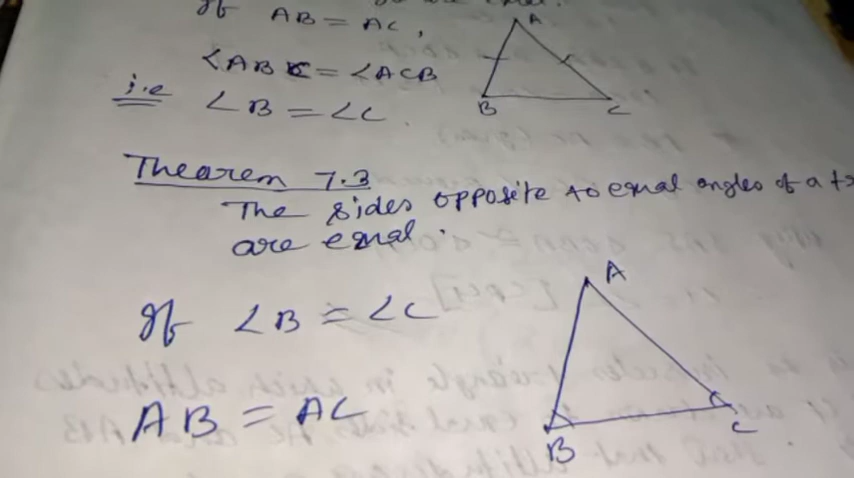 If AB = AC,
∠ABC = ∠ACB
i.e ∠B = ∠C.
A
B
C
Theorem 7.3
The sides opposite to equal angles of a
are equal.
If ∠B = ∠C
AB = AC
A
B
C